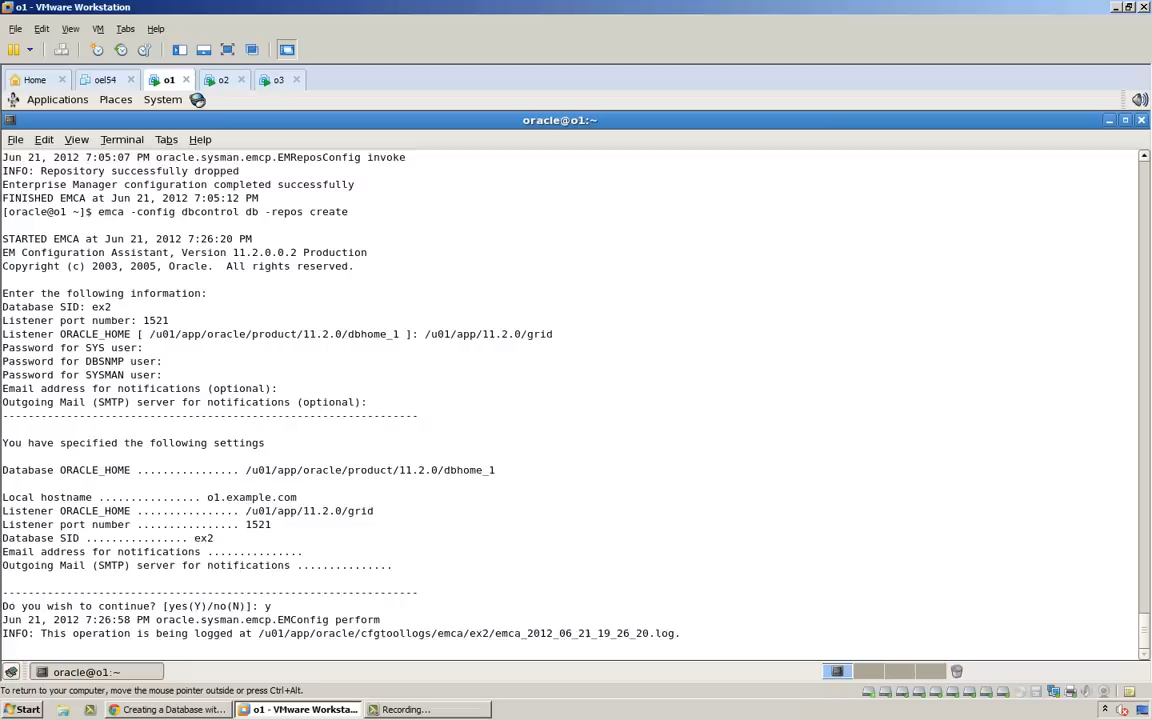 o1 - VMware Workstation
File Edit View VM Tabs Help
Home oel54 o1 o2 o3
Applications Places System
oracle@o1:~
File Edit View Terminal Tabs Help
Jun 21, 2012 7:05:07 PM oracle.sysman.emcp.EMReposConfig invoke
INFO: Repository successfully dropped
Enterprise Manager configuration completed successfully
FINISHED EMCA at Jun 21, 2012 7:05:12 PM
[oracle@o1 ~]$ emca -config dbcontrol db -repos create
STARTED EMCA at Jun 21, 2012 7:26:20 PM
EM Configuration Assistant, Version 11.2.0.0.2 Production
Copyright (c) 2003, 2005, Oracle.  All rights reserved.
Enter the following information:
Database SID: ex2
Listener port number: 1521
Listener ORACLE_HOME [ /u01/app/oracle/product/11.2.0/dbhome_1 ]: /u01/app/11.2.0/grid
Password for SYS user:
Password for DBSNMP user:
Password for SYSMAN user:
Email address for notifications (optional):
Outgoing Mail (SMTP) server for notifications (optional):
-----------------------------------------------------------------
You have specified the following settings
Database ORACLE_HOME ................ /u01/app/oracle/product/11.2.0/dbhome_1
Local hostname ................ o1.example.com
Listener ORACLE_HOME ................ /u01/app/11.2.0/grid
Listener port number ................ 1521
Database SID ................ ex2
Email address for notifications ...............
Outgoing Mail (SMTP) server for notifications ...............
-----------------------------------------------------------------
Do you wish to continue? [yes(Y)/no(N)]: y
Jun 21, 2012 7:26:58 PM oracle.sysman.emcp.EMConfig perform
INFO: This operation is being logged at /u01/app/oracle/cfgtoollogs/emca/ex2/emca_2012_06_21_19_26_20.log.
oracle@o1:~
To return to your computer, move the mouse pointer outside or press Ctrl+Alt.
Start Creating a Database wit... o1 - VMware Worksta... Recording...